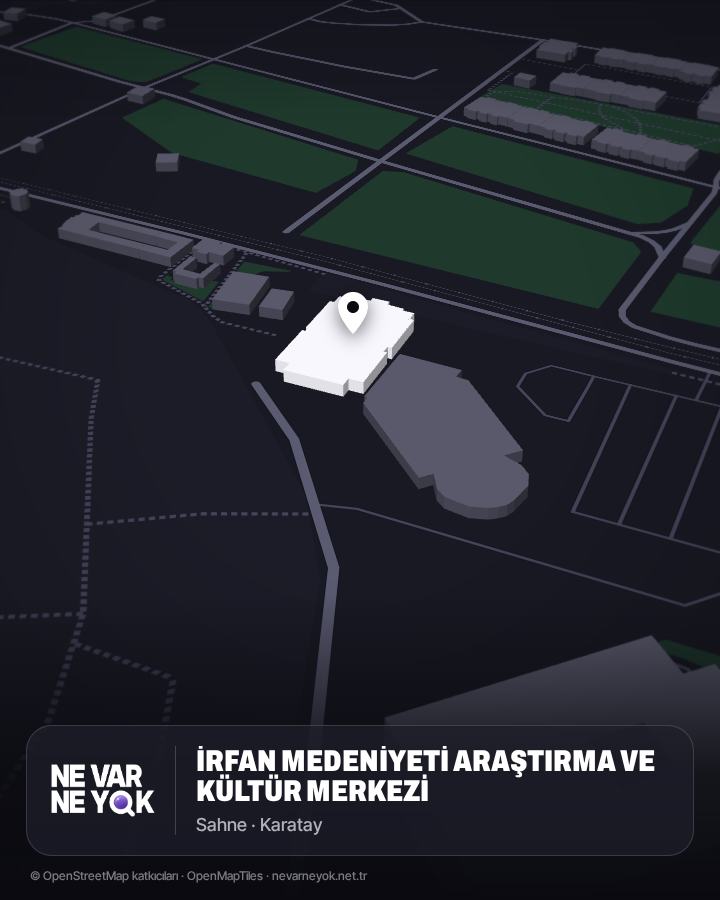 NE VAR
NE YOK
İRFAN MEDENİYETİ ARAŞTIRMA VE
KÜLTÜR MERKEZİ
Sahne · Karatay
© OpenStreetMap katkıcıları · OpenMapTiles · nevarneyok.net.tr